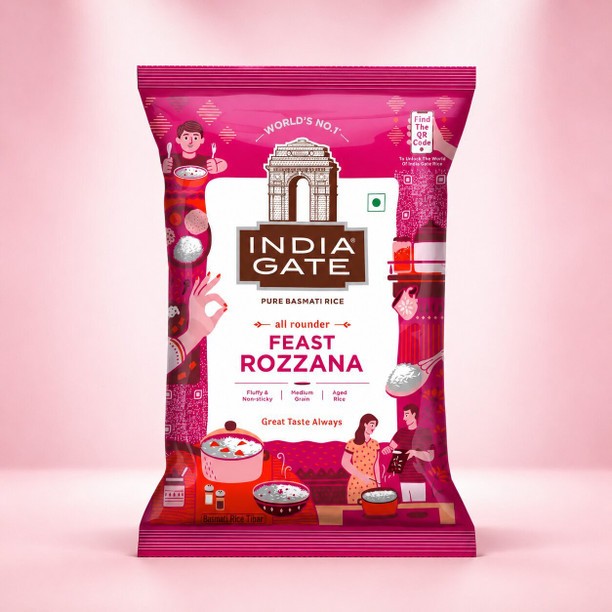 WORLD'S NO.1*
Find
The
QR
Code
To Unlock The World
Of India Gate Rice
INDIA®
GATE
PURE BASMATI RICE
all rounder
FEAST
ROZZANA
Fluffy &
Non-sticky
Medium
Grain
Aged
Rice
Great Taste Always
Basmati Rice Tibar